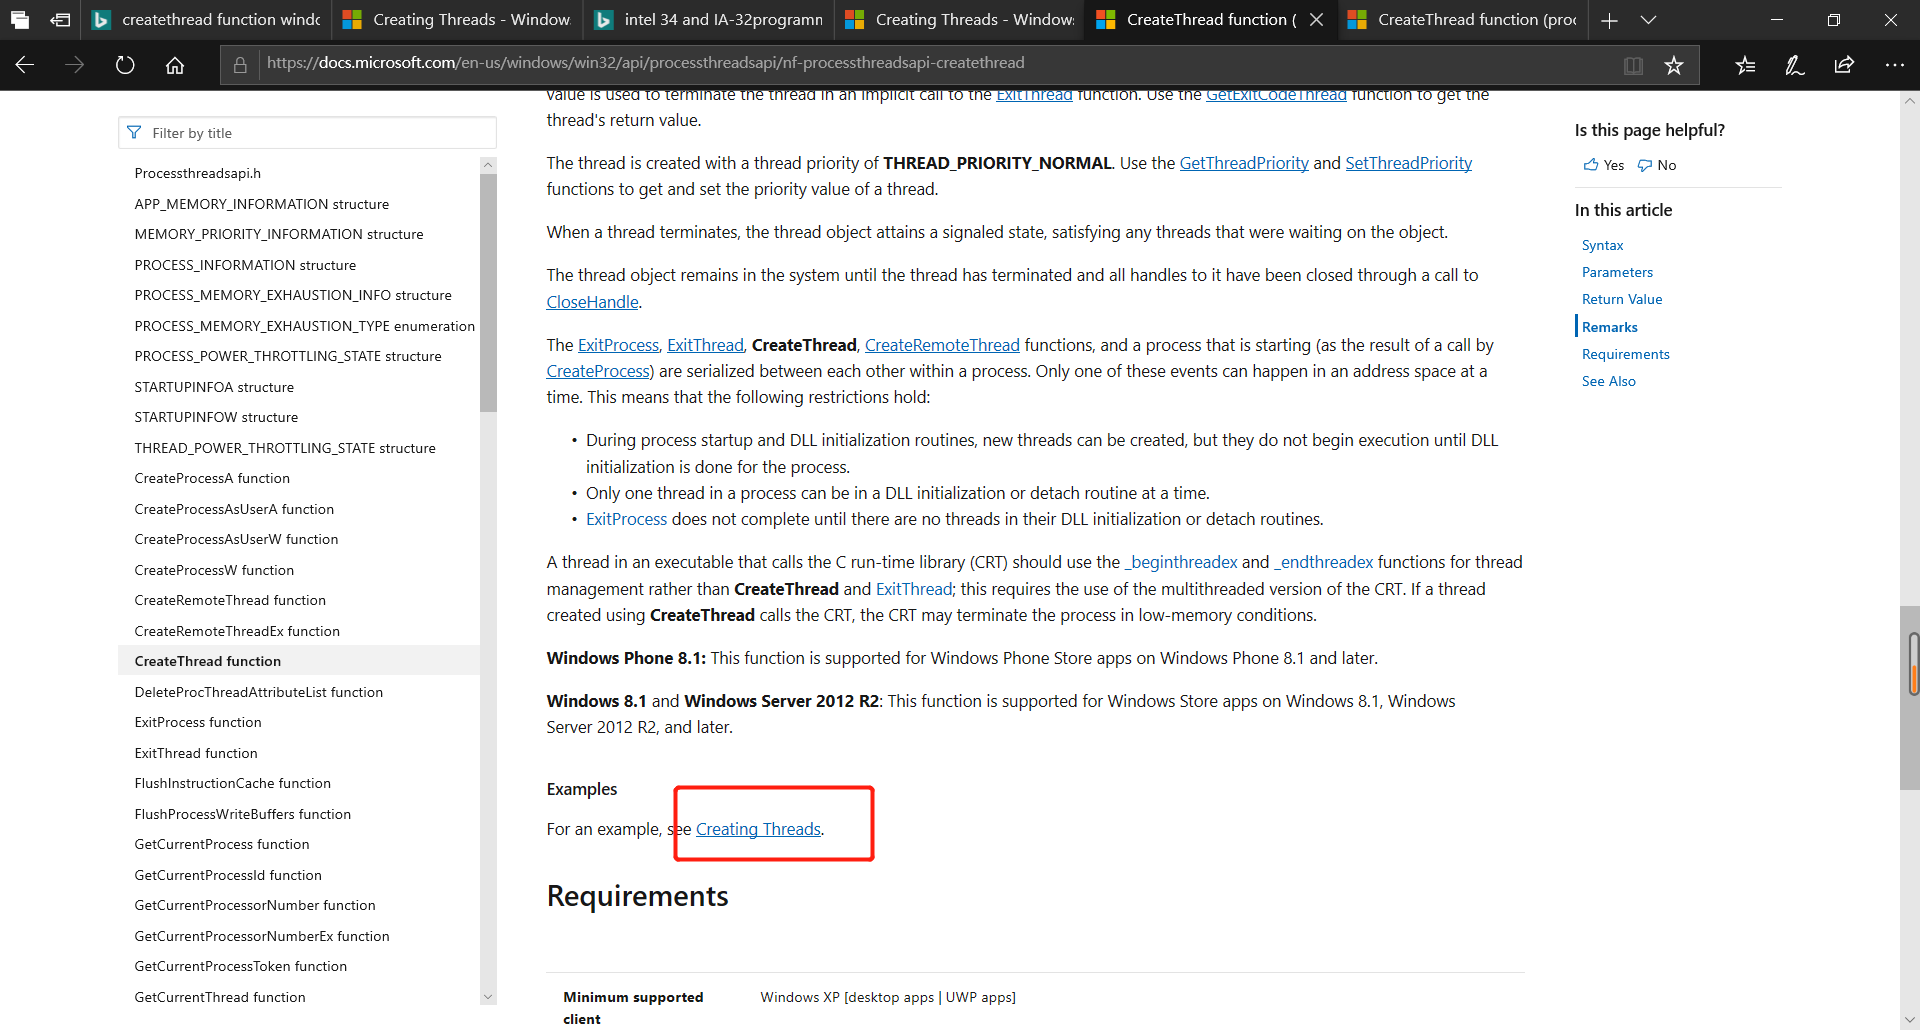 createthread function windo
Creating Threads - Window
intel 34 and IA-32programm
Creating Threads - Windows
CreateThread function (
CreateThread function (proc
https://docs.microsoft.com/en-us/windows/win32/api/processthreadsapi/nf-processthreadsapi-createthread
Filter by title
Processthreadsapi.h
APP_MEMORY_INFORMATION structure
MEMORY_PRIORITY_INFORMATION structure
PROCESS_INFORMATION structure
PROCESS_MEMORY_EXHAUSTION_INFO structure
PROCESS_MEMORY_EXHAUSTION_TYPE enumeration
PROCESS_POWER_THROTTLING_STATE structure
STARTUPINFOA structure
STARTUPINFOW structure
THREAD_POWER_THROTTLING_STATE structure
CreateProcessA function
CreateProcessAsUserA function
CreateProcessAsUserW function
CreateProcessW function
CreateRemoteThread function
CreateRemoteThreadEx function
CreateThread function
DeleteProcThreadAttributeList function
ExitProcess function
ExitThread function
FlushInstructionCache function
FlushProcessWriteBuffers function
GetCurrentProcess function
GetCurrentProcessId function
GetCurrentProcessorNumber function
GetCurrentProcessorNumberEx function
GetCurrentProcessToken function
GetCurrentThread function
value is used to terminate the thread in an implicit call to the ExitThread function. Use the GetExitCodeThread function to get the
thread's return value.
The thread is created with a thread priority of THREAD_PRIORITY_NORMAL. Use the GetThreadPriority and SetThreadPriority
functions to get and set the priority value of a thread.
When a thread terminates, the thread object attains a signaled state, satisfying any threads that were waiting on the object.
The thread object remains in the system until the thread has terminated and all handles to it have been closed through a call to
CloseHandle.
The ExitProcess, ExitThread, CreateThread, CreateRemoteThread functions, and a process that is starting (as the result of a call by
CreateProcess) are serialized between each other within a process. Only one of these events can happen in an address space at a
time. This means that the following restrictions hold:
• During process startup and DLL initialization routines, new threads can be created, but they do not begin execution until DLL
initialization is done for the process.
• Only one thread in a process can be in a DLL initialization or detach routine at a time.
• ExitProcess does not complete until there are no threads in their DLL initialization or detach routines.
A thread in an executable that calls the C run-time library (CRT) should use the _beginthreadex and _endthreadex functions for thread
management rather than CreateThread and ExitThread; this requires the use of the multithreaded version of the CRT. If a thread
created using CreateThread calls the CRT, the CRT may terminate the process in low-memory conditions.
Windows Phone 8.1: This function is supported for Windows Phone Store apps on Windows Phone 8.1 and later.
Windows 8.1 and Windows Server 2012 R2: This function is supported for Windows Store apps on Windows 8.1, Windows
Server 2012 R2, and later.
Examples
For an example, see Creating Threads.
Requirements
Minimum supported
client
Windows XP [desktop apps | UWP apps]
Is this page helpful?
Yes No
In this article
Syntax
Parameters
Return Value
Remarks
Requirements
See Also